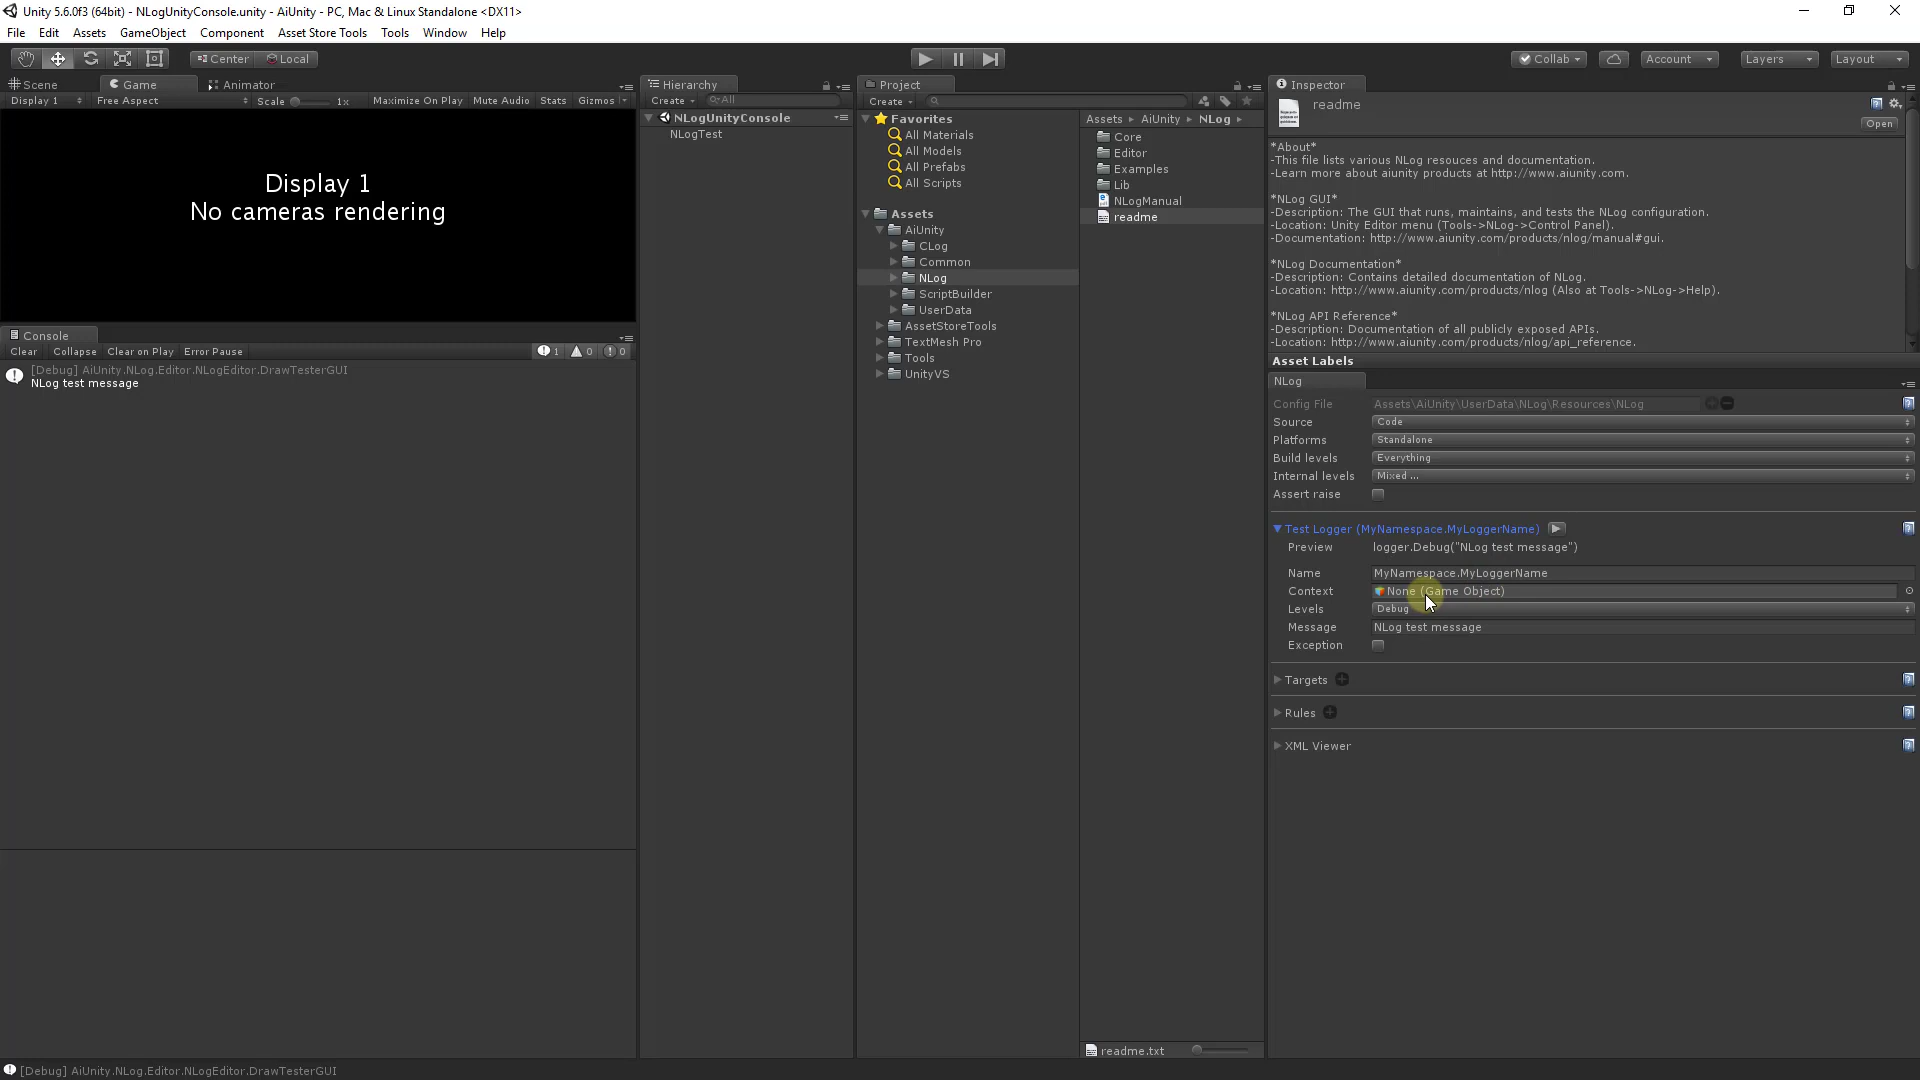 Unity 5.6.0f3 (64bit) - NLogUnityConsole.unity - AiUnity - PC, Mac & Linux Standalone <DX11>
File Edit Assets GameObject Component Asset Store Tools Tools Window Help
Center Local
Collab Account Layers Layout
Scene Game Animator
Display 1 Free Aspect Scale 1x Maximize On Play Mute Audio Stats Gizmos
Display 1
No cameras rendering
Console
Clear Collapse Clear on Play Error Pause 1 0 0
[Debug] AiUnity.NLog.Editor.NLogEditor.DrawTesterGUI
NLog test message
Hierarchy
Create All
NLogUnityConsole
NLogTest
Project
Create
Favorites
All Materials
All Models
All Prefabs
All Scripts
Assets
AiUnity
CLog
Common
NLog
ScriptBuilder
UserData
AssetStoreTools
TextMesh Pro
Tools
UnityVS
Assets AiUnity NLog
Core
Editor
Examples
Lib
NLogManual
readme
readme.txt
Inspector
readme
Open
*About*
-This file lists various NLog resouces and documentation.
-Learn more about aiunity products at http://www.aiunity.com.
*NLog GUI*
-Description: The GUI that runs, maintains, and tests the NLog configuration.
-Location: Unity Editor menu (Tools->NLog->Control Panel).
-Documentation: http://www.aiunity.com/products/nlog/manual#gui.
*NLog Documentation*
-Description: Contains detailed documentation of NLog.
-Location: http://www.aiunity.com/products/nlog (Also at Tools->NLog->Help).
*NLog API Reference*
-Description: Documentation of all publicly exposed APIs.
-Location: http://www.aiunity.com/products/nlog/api_reference.
Asset Labels
NLog
Config File Assets\AiUnity\UserData\NLog\Resources\NLog
Source Code
Platforms Standalone
Build levels Everything
Internal levels Mixed ...
Assert raise
Test Logger (MyNamespace.MyLoggerName)
Preview logger.Debug("NLog test message")
Name MyNamespace.MyLoggerName
Context None (Game Object)
Levels Debug
Message NLog test message
Exception
Targets
Rules
XML Viewer
[Debug] AiUnity.NLog.Editor.NLogEditor.DrawTesterGUI